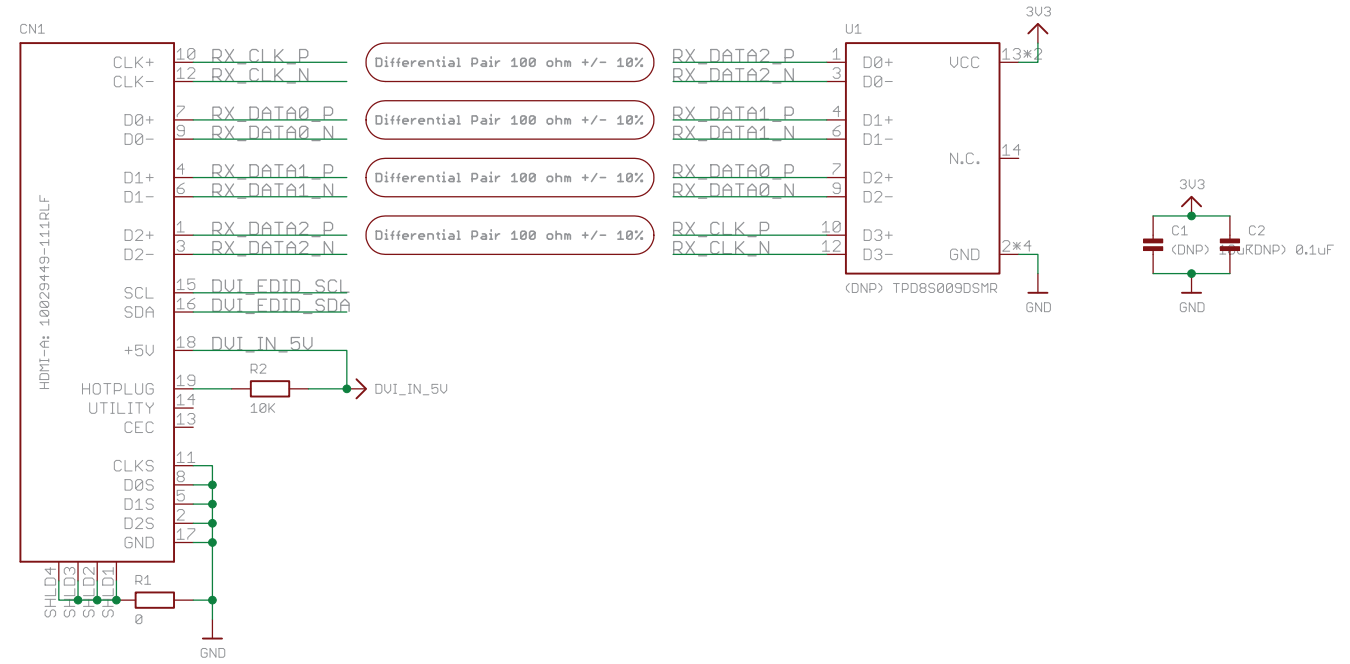 CN1
HDMI-A: 10029449-111RLF
CLK+ 10 RX_CLK_P
CLK- 12 RX_CLK_N
D0+ 7 RX_DATA0_P
D0- 9 RX_DATA0_N
D1+ 4 RX_DATA1_P
D1- 6 RX_DATA1_N
D2+ 1 RX_DATA2_P
D2- 3 RX_DATA2_N
SCL 15 DVI_EDID_SCL
SDA 16 DVI_EDID_SDA
+5V 18 DVI_IN_5V
HOTPLUG 19
R2
10K
DVI_IN_5V
UTILITY 14
CEC 13
CLKS 11
D0S 8
D1S 5
D2S 2
GND 17
SHLD4
SHLD3
SHLD2
SHLD1
R1
0
GND
Differential Pair 100 ohm +/- 10%
Differential Pair 100 ohm +/- 10%
Differential Pair 100 ohm +/- 10%
Differential Pair 100 ohm +/- 10%
U1
RX_DATA2_P 1 D0+
RX_DATA2_N 3 D0-
RX_DATA1_P 4 D1+
RX_DATA1_N 6 D1-
RX_DATA0_P 7 D2+
RX_DATA0_N 9 D2-
RX_CLK_P 10 D3+
RX_CLK_N 12 D3-
VCC 13*2
3V3
N.C. 14
GND 2*4
GND
(DNP) TPD8S009DSMR
3V3
C1
(DNP)
C2
(DNP) 0.1uF
GND